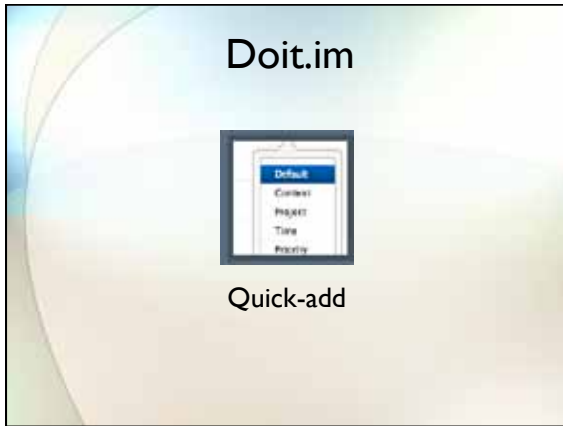 Doit.im
Default
Context
Project
Time
Priority
Quick-add